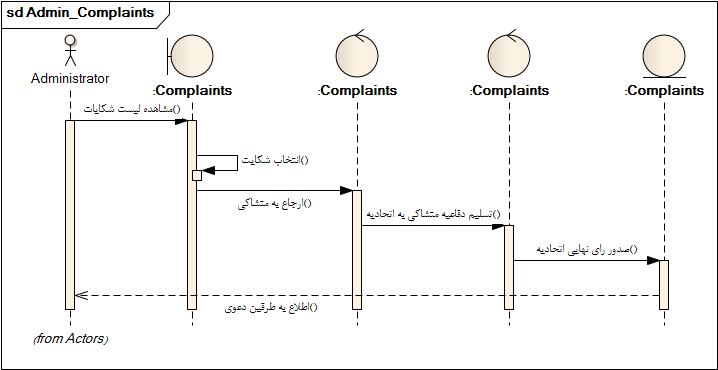 sd Admin_Complaints
Administrator
:Complaints
:Complaints
:Complaints
:Complaints
مشاهده لیست شکایات()
انتخاب شکایت()
ارجاع به متشاکی()
تسلیم دفاعیه متشاکی به اتحادیه()
صدور رای نهایی اتحادیه()
اطلاع به طرفین دعوی()
(from Actors)